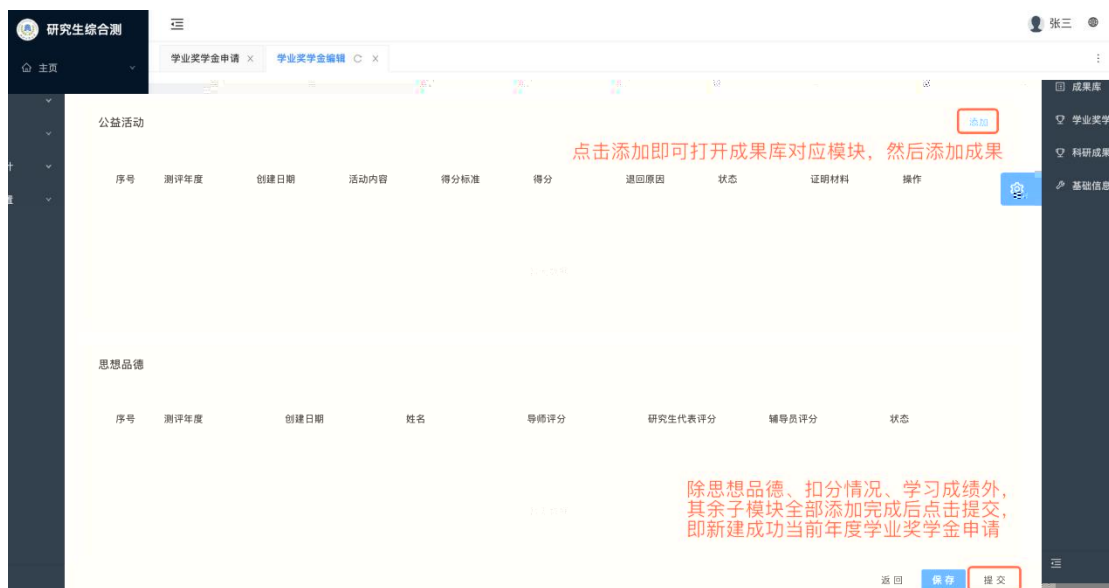 研究生综合测
张三
主页
学业奖学金申请 ×
学业奖学金编辑 ×
成果库
学业奖学
科研成果
基础信息
公益活动
添加
点击添加即可打开成果库对应模块，然后添加成果
序号 测评年度 创建日期 活动内容 得分标准 得分 退回原因 状态 证明材料 操作
思想品德
序号 测评年度 创建日期 姓名 导师评分 研究生代表评分 辅导员评分 状态
除思想品德、扣分情况、学习成绩外，
其余子模块全部添加完成后点击提交，
即新建成功当前年度学业奖学金申请
返回 保存 提交